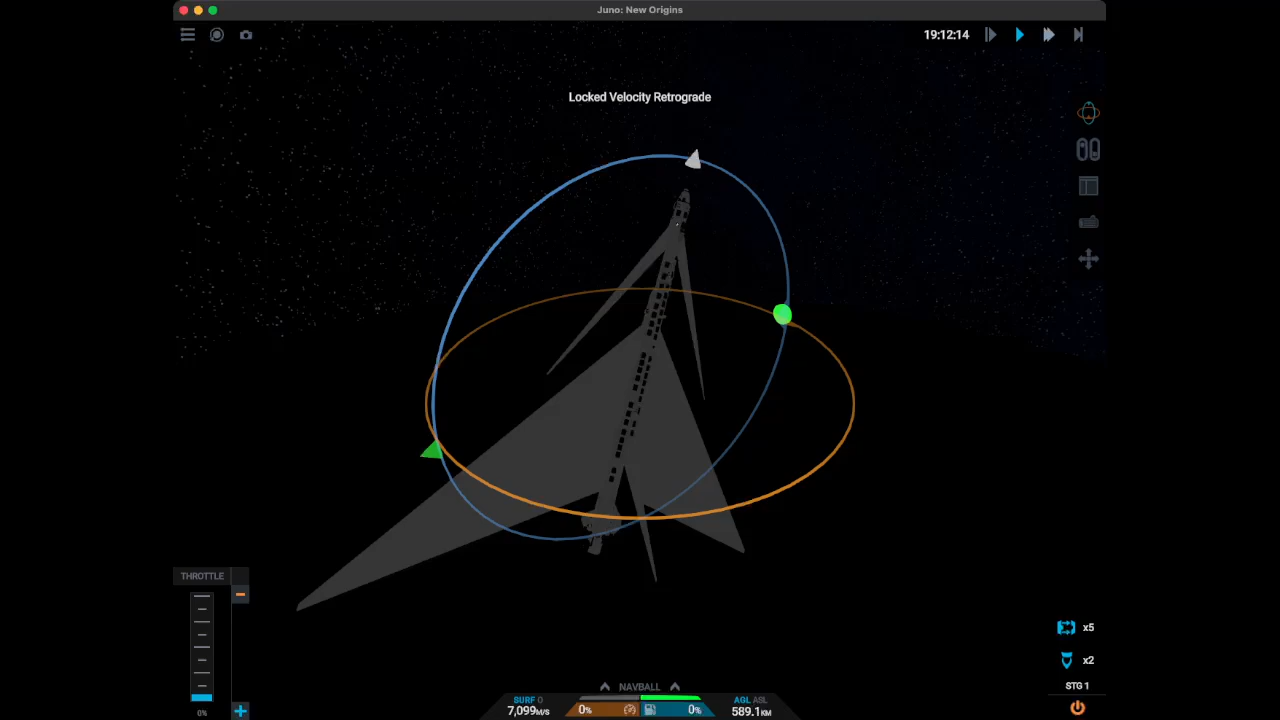 Juno: New Origins
19:12:14
Locked Velocity Retrograde
THROTTLE
0%
x5
x2
STG 1
NAVBALL
SURF O
7,099M/S
0%
0%
AGL ASL
589.1KM